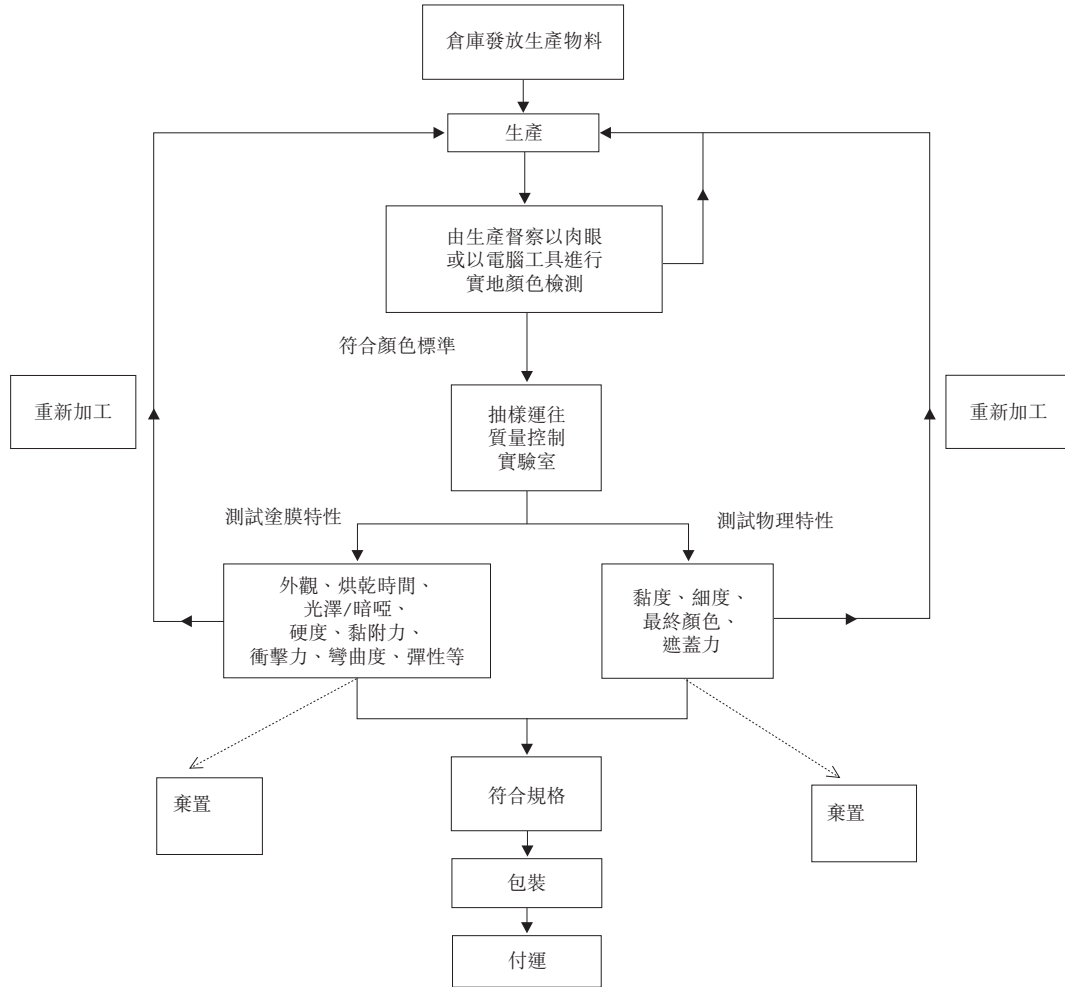 倉庫發放生產物料
生產
由生產督察以肉眼
或以電腦工具進行
實地顏色檢測
符合顏色標準
重新加工
抽樣運往
質量控制
實驗室
重新加工
測試塗膜特性
測試物理特性
外觀、烘乾時間、
光澤/暗啞、
硬度、黏附力、
衝擊力、彎曲度、彈性等
黏度、細度、
最終顏色、
遮蓋力
棄置
符合規格
棄置
包裝
付運